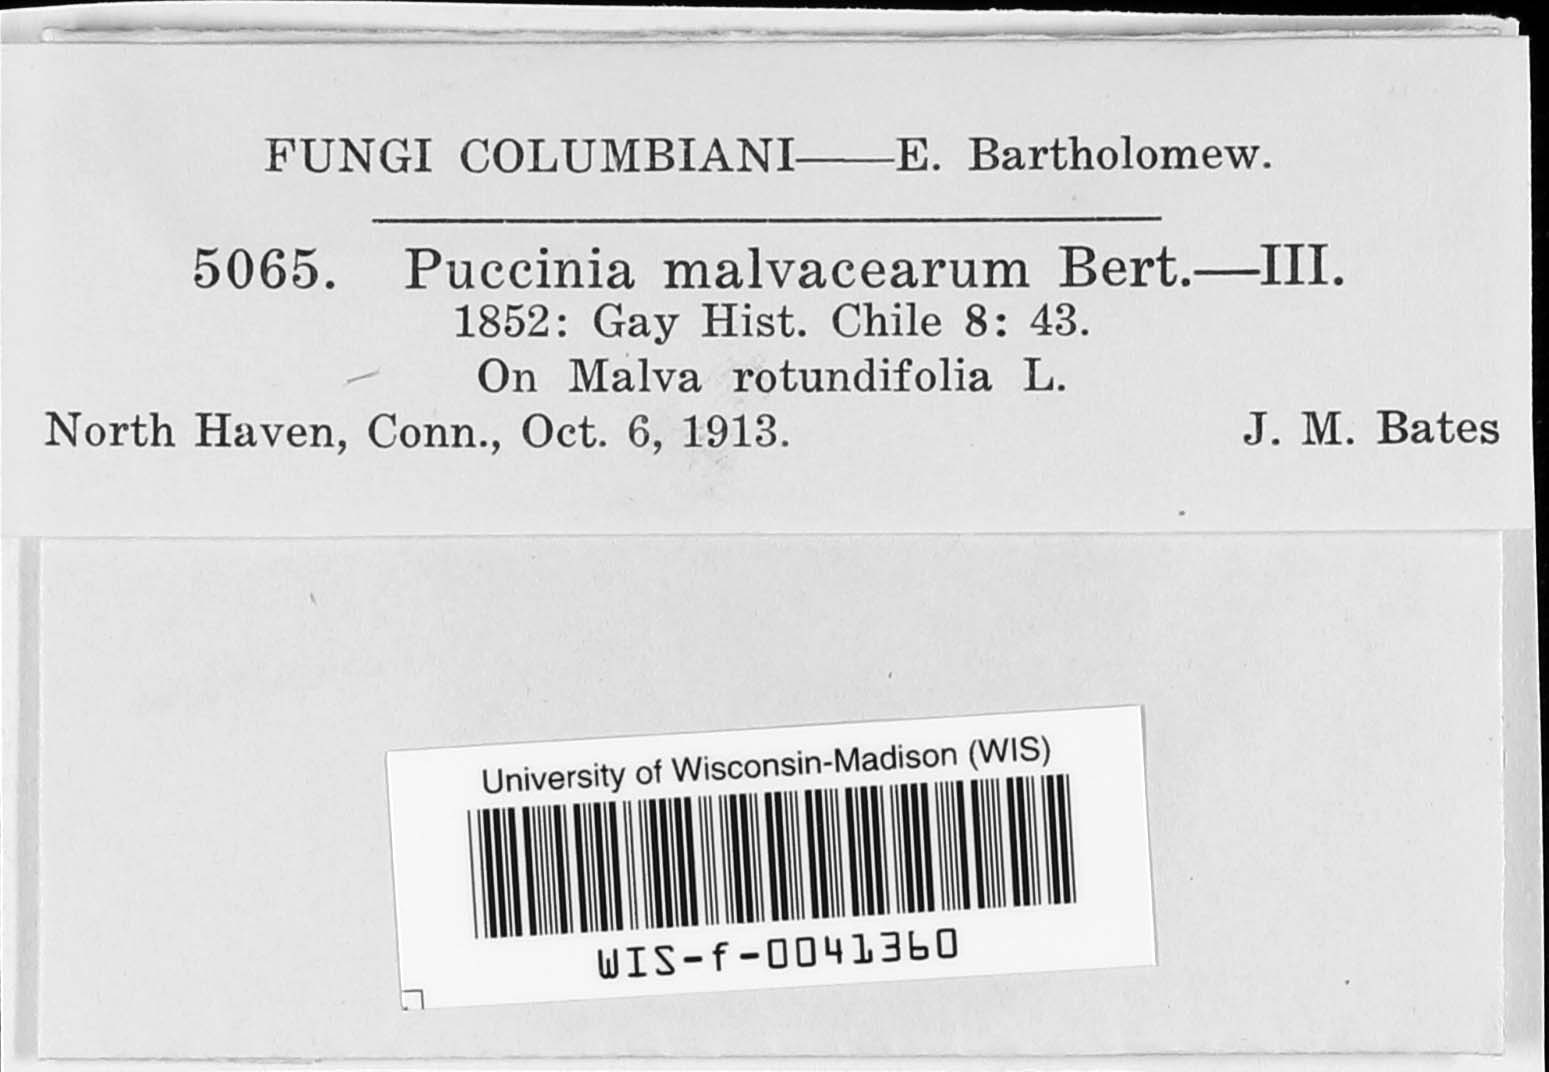 FUNGI COLUMBIANI——E. Bartholomew.
5065. Puccinia malvacearum Bert.—III.
1852: Gay Hist. Chile 8: 43.
On Malva rotundifolia L.
North Haven, Conn., Oct. 6, 1913. J. M. Bates
University of Wisconsin-Madison (WIS)
WIS-f-0041360